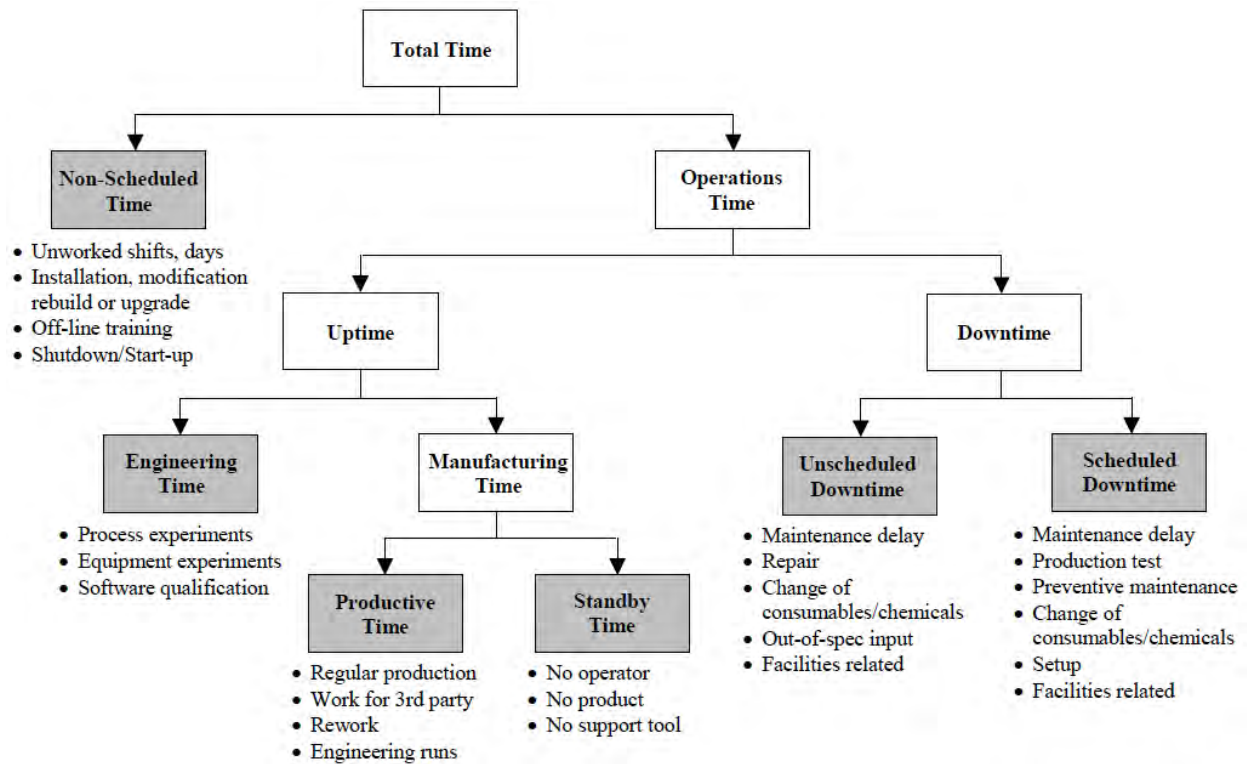 Total Time
Non-Scheduled
Time
• Unworked shifts, days
• Installation, modification
rebuild or upgrade
• Off-line training
• Shutdown/Start-up
Operations
Time
Uptime
Downtime
Engineering
Time
• Process experiments
• Equipment experiments
• Software qualification
Manufacturing
Time
Productive
Time
• Regular production
• Work for 3rd party
• Rework
• Engineering runs
Standby
Time
• No operator
• No product
• No support tool
Unscheduled
Downtime
• Maintenance delay
• Repair
• Change of
consumables/chemicals
• Out-of-spec input
• Facilities related
Scheduled
Downtime
• Maintenance delay
• Production test
• Preventive maintenance
• Change of
consumables/chemicals
• Setup
• Facilities related